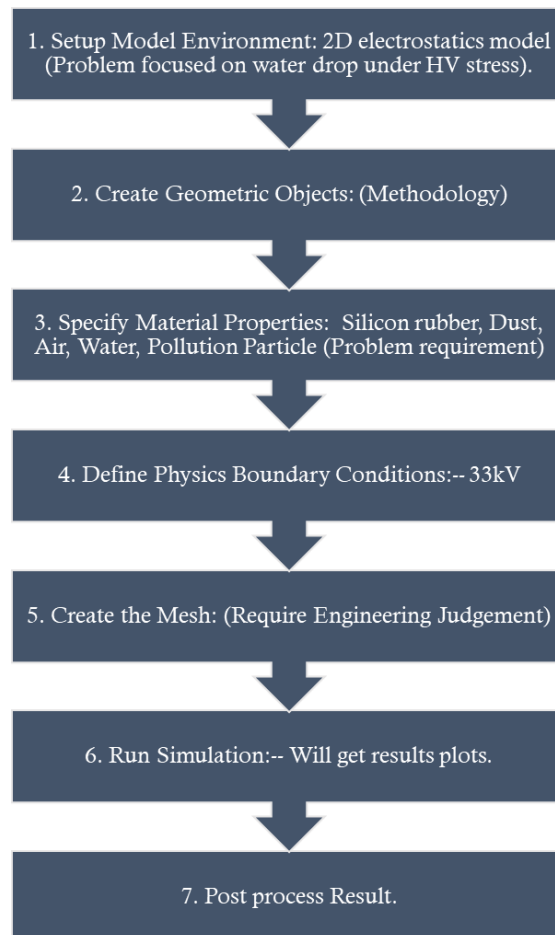 1. Setup Model Environment: 2D electrostatics model
(Problem focused on water drop under HV stress).
2. Create Geometric Objects: (Methodology)
3. Specify Material Properties:  Silicon rubber, Dust,
Air, Water, Pollution Particle (Problem requirement)
4. Define Physics Boundary Conditions:-- 33kV
5. Create the Mesh: (Require Engineering Judgement)
6. Run Simulation:-- Will get results plots.
7. Post process Result.